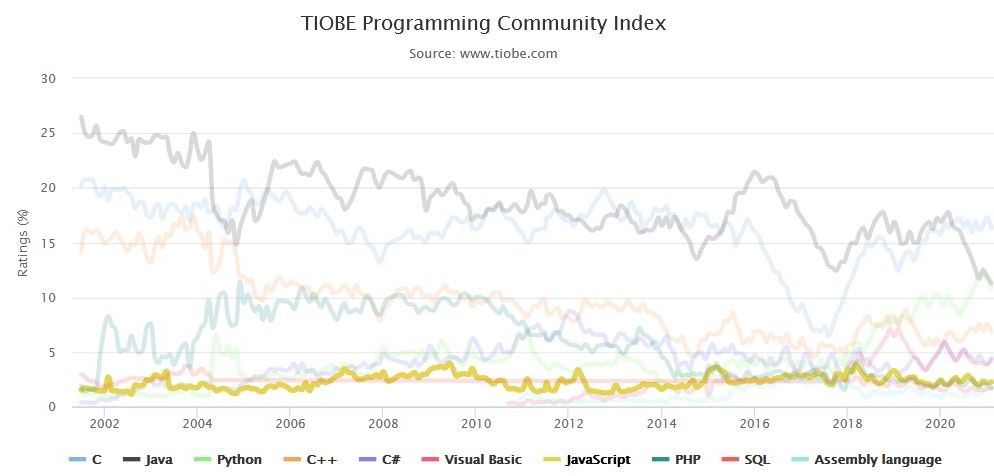 TIOBE Programming Community Index
Source: www.tiobe.com
30
25
20
15
10
5
0
Ratings (%)
2002 2004 2006 2008 2010 2012 2014 2016 2018 2020
C Java Python C++ C# Visual Basic JavaScript PHP SQL Assembly language